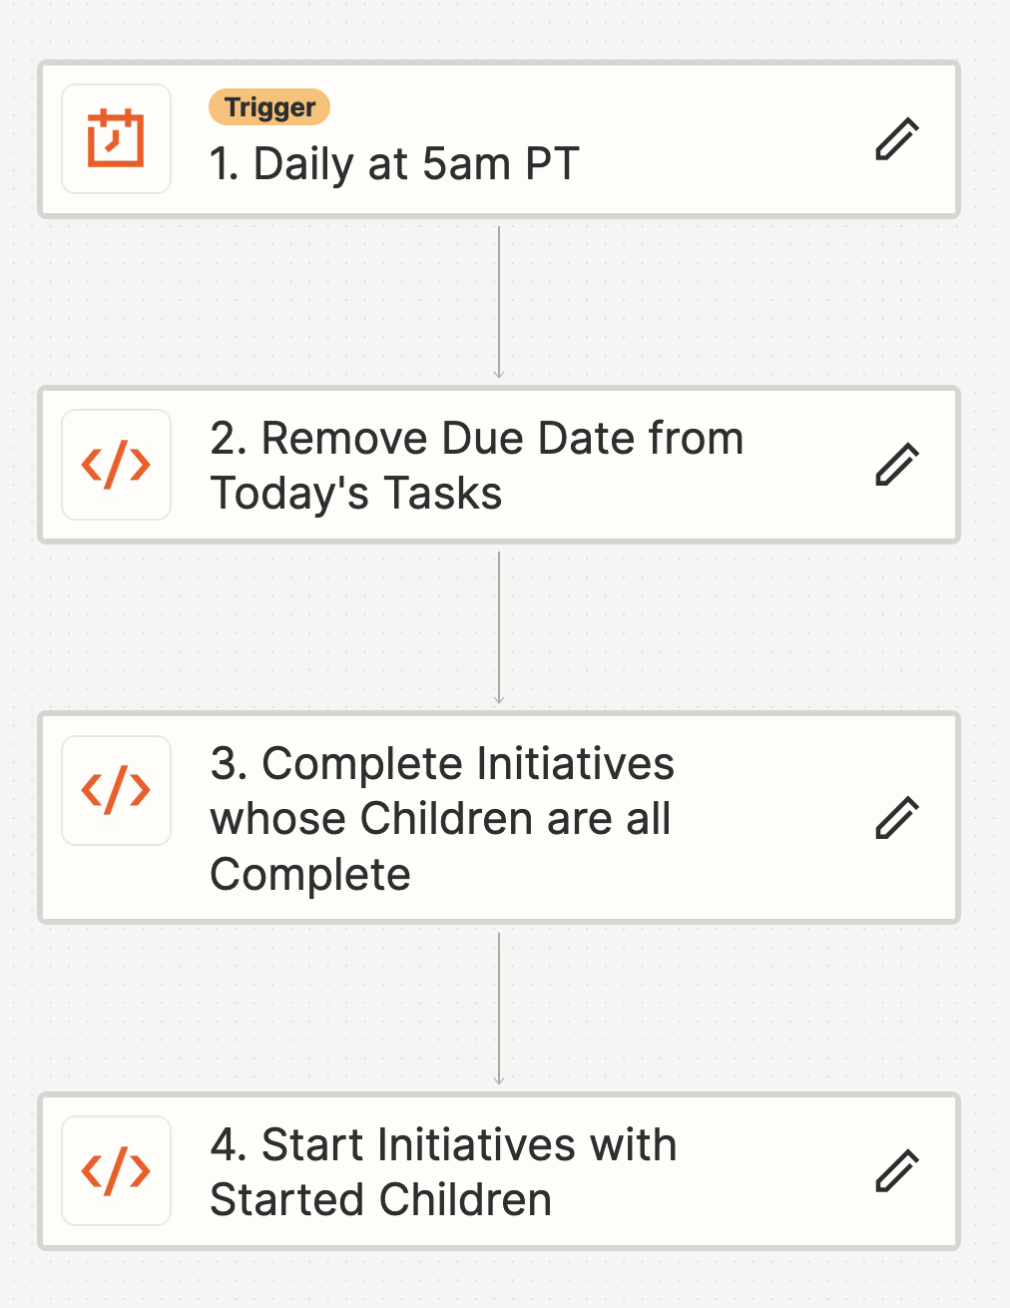 Trigger
1. Daily at 5am PT
2. Remove Due Date from
Today's Tasks
3. Complete Initiatives
whose Children are all
Complete
4. Start Initiatives with
Started Children